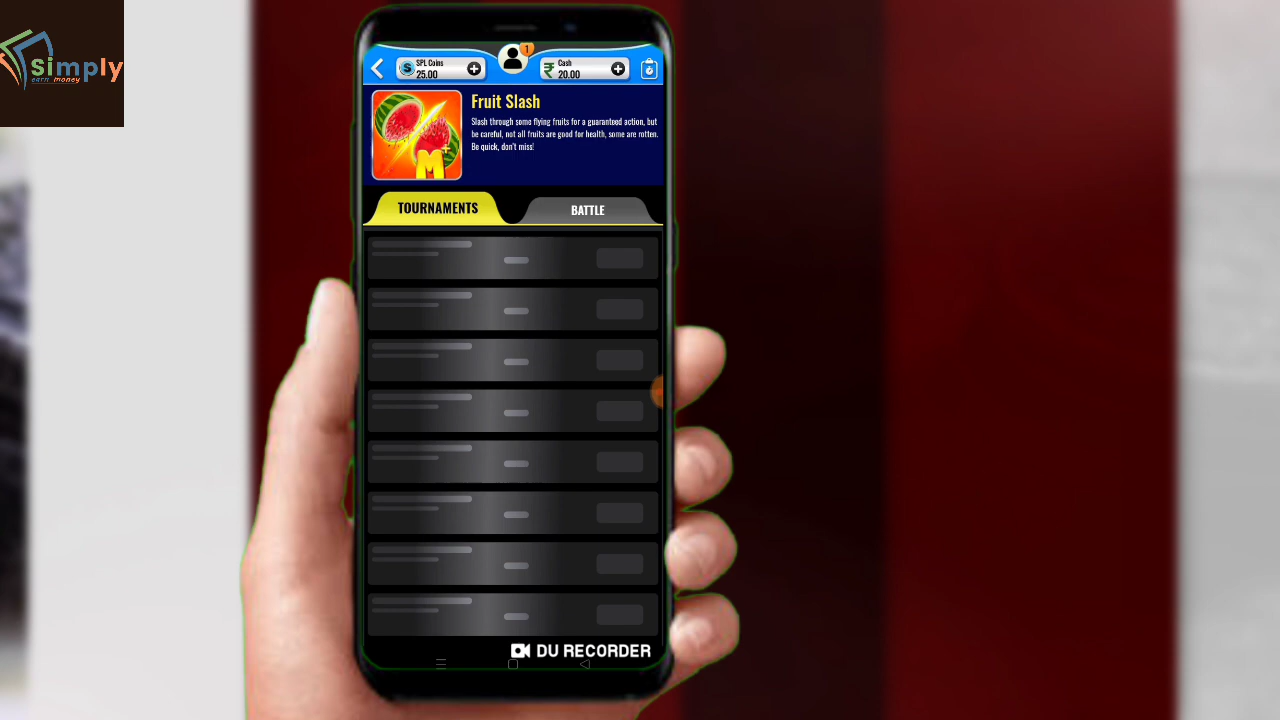 Simply
earn money
SPL Coins
25.00
1
Cash
20.00
Fruit Slash
Slash through some flying fruits for a guaranteed action, but
be careful, not all fruits are good for health, some are rotten.
Be quick, don't miss!
M+
TOURNAMENTS
BATTLE
DU RECORDER